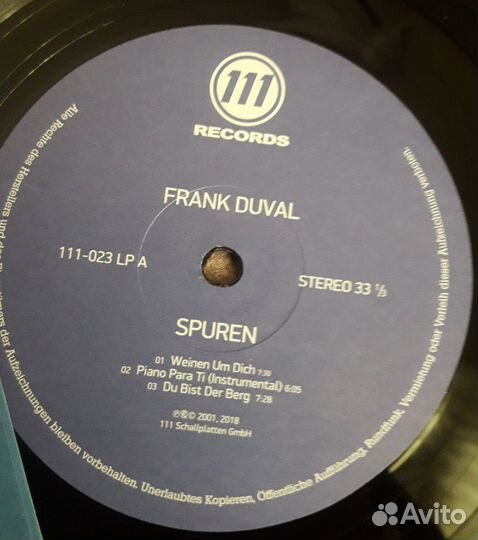 111
RECORDS
FRANK DUVAL
111-023 LP A
STEREO 33 ⅓
SPUREN
01 Weinen Um Dich 7:30
02 Piano Para Ti (Instrumental) 6:05
03 Du Bist Der Berg 7:28
℗&© 2001, 2018
111 Schallplatten GmbH
Alle Rechte des Herstellers und des der Aufzeichnungen bleiben vorbehalten. Unerlaubtes Kopieren, Öffentliche Aufführung, Rundfunk, Vermietung oder Verleih dieser Aufzeichnung verboten.
Avito